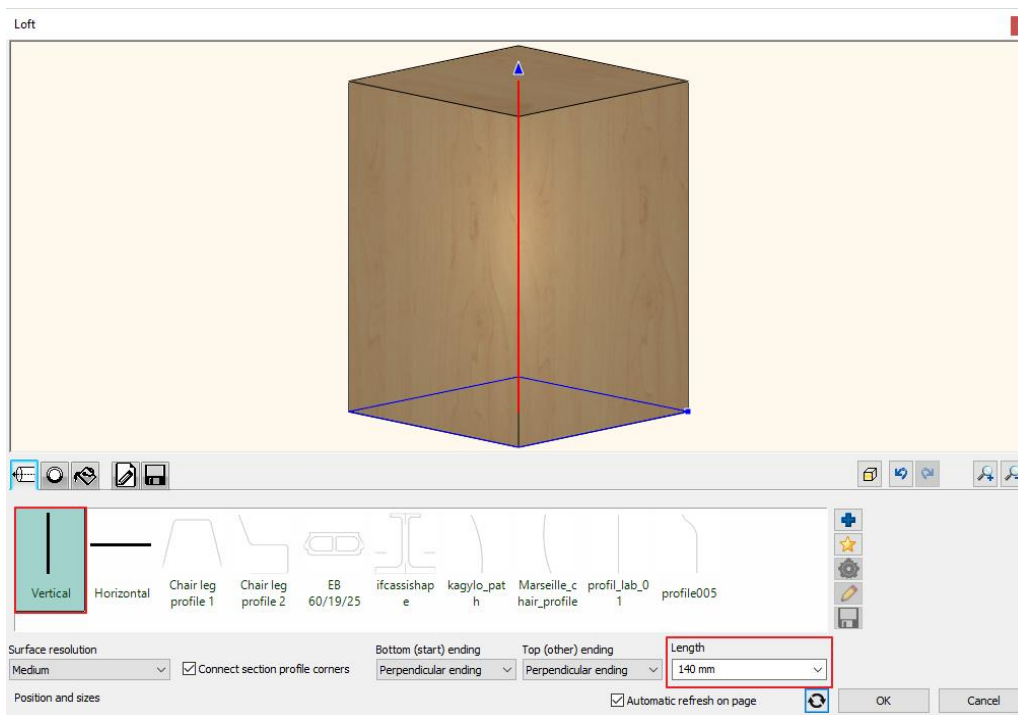 Loft
Vertical
Horizontal
Chair leg
profile 1
Chair leg
profile 2
EB
60/19/25
ifcassishap
e
kagylo_pat
h
Marseille_c
hair_profile
profil_lab_0
1
profile005
Surface resolution
Medium
Connect section profile corners
Bottom (start) ending
Perpendicular ending
Top (other) ending
Perpendicular ending
Length
140 mm
Position and sizes
Automatic refresh on page
OK
Cancel